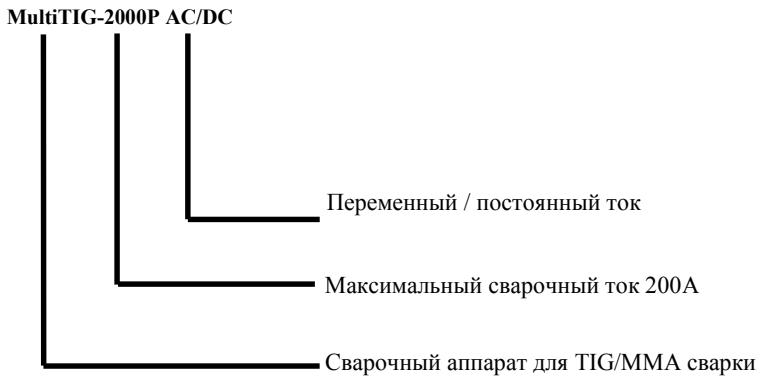 MultiTIG-2000P AC/DC
Переменный / постоянный ток
Максимальный сварочный ток 200А
Сварочный аппарат для TIG/MMA сварки